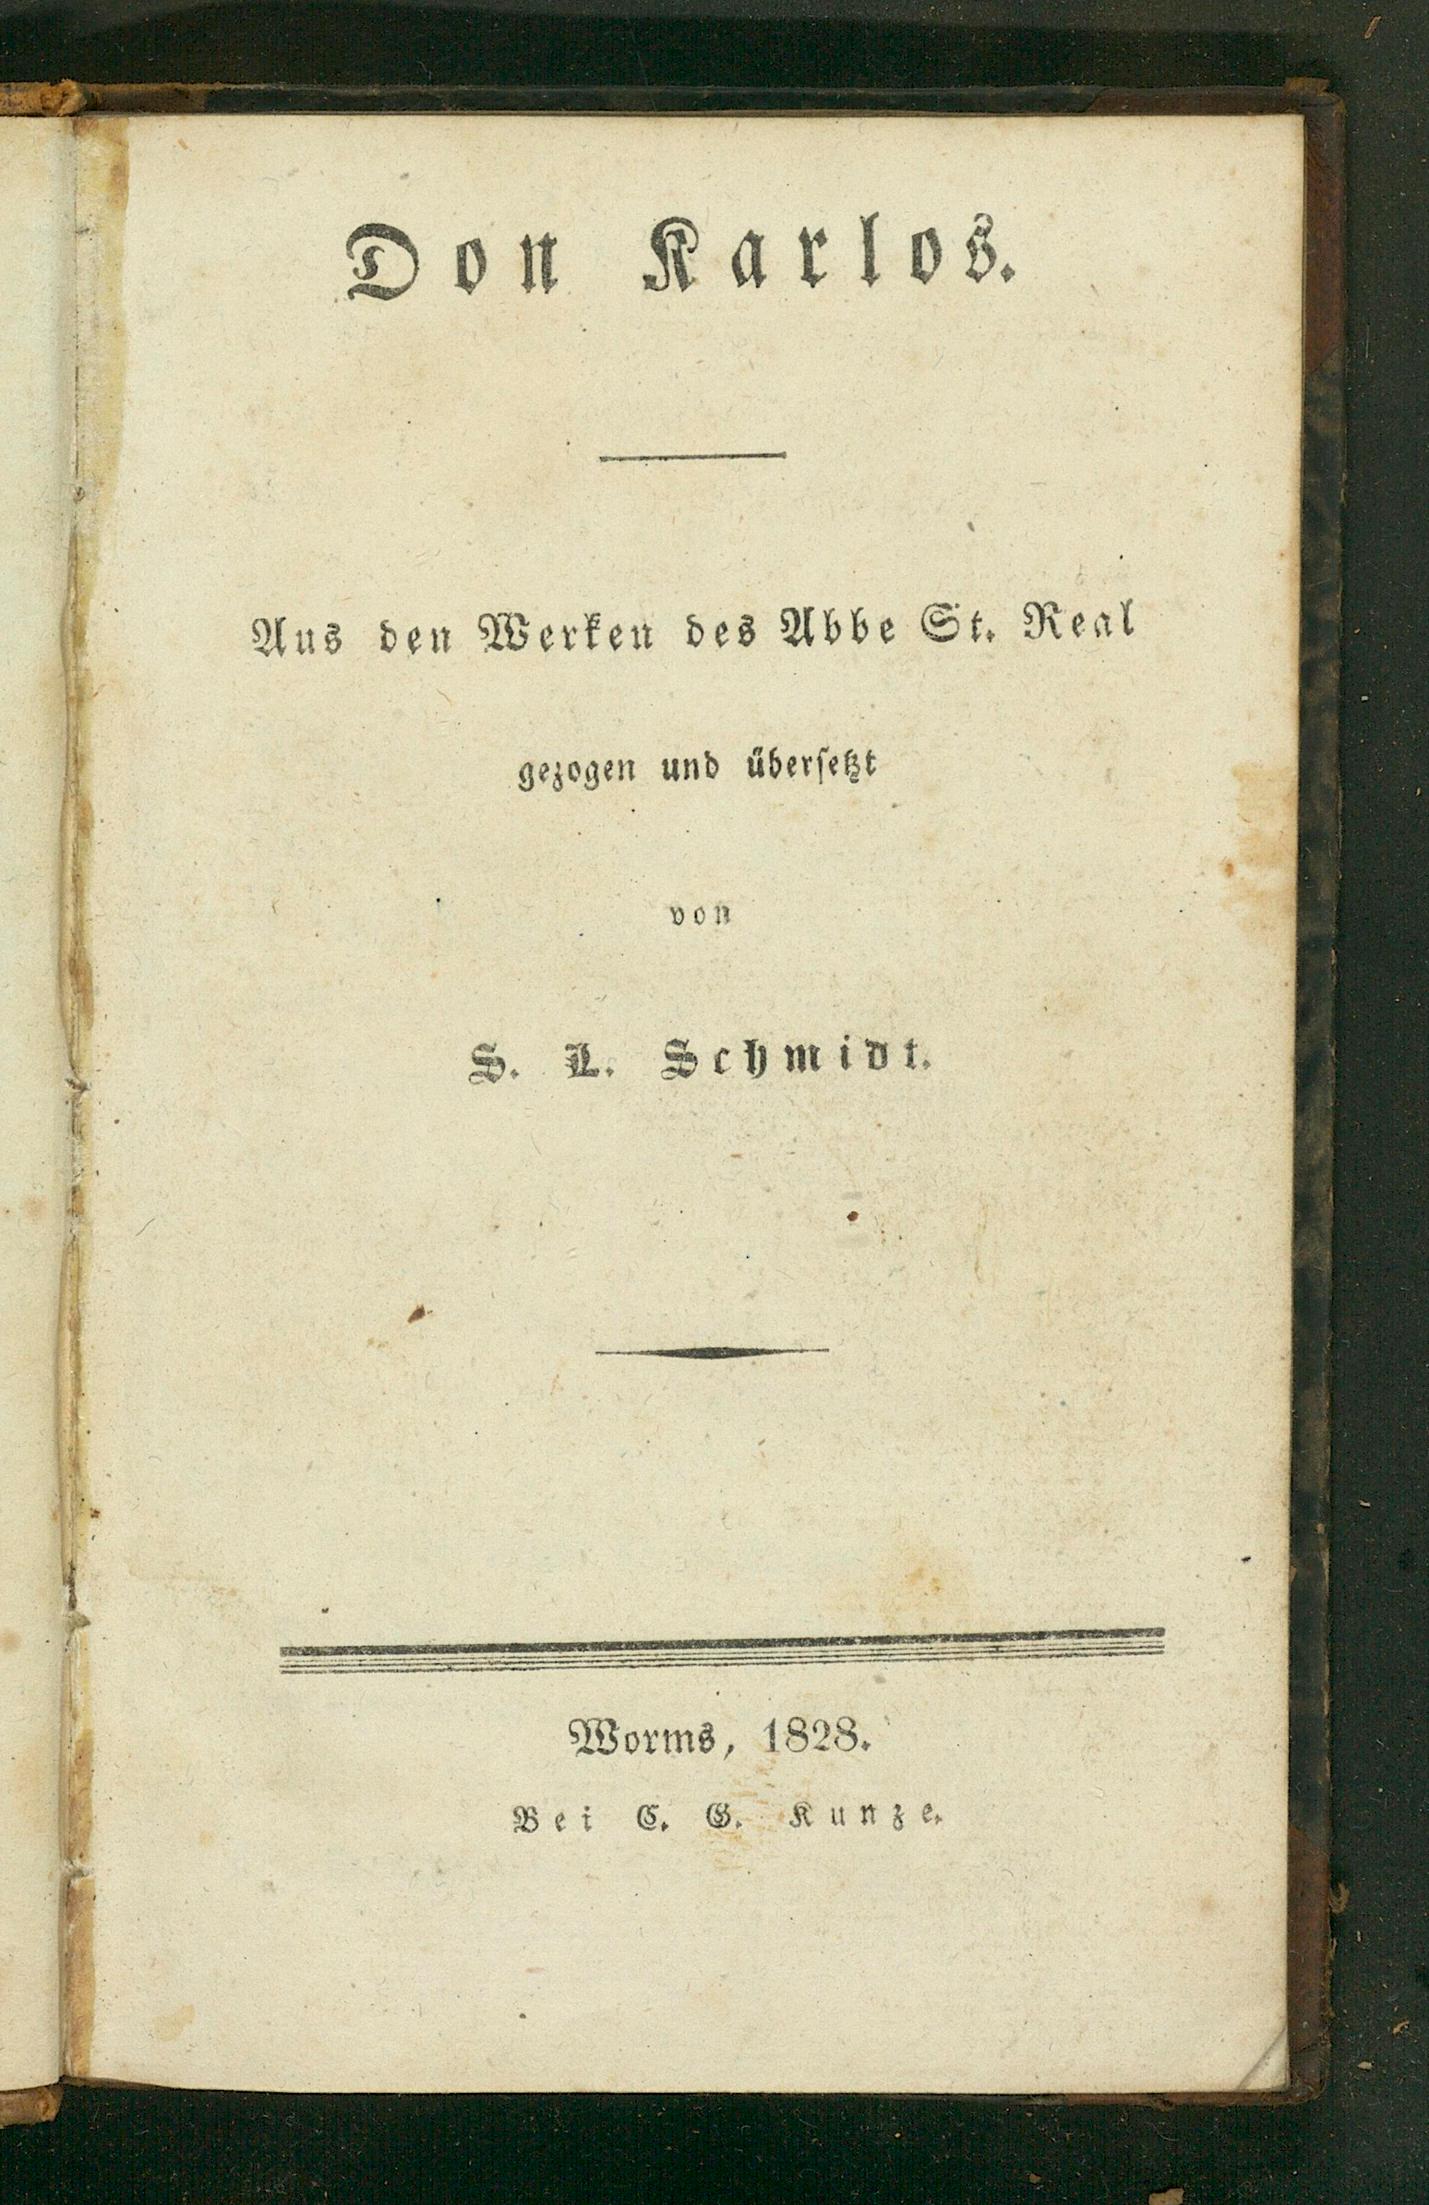 Don Karlos.
Aus den Werken des Abbe St. Real
gezogen und überſetzt
von
S. L. Schmidt.
Worms, 1828.
Bei C. G. Kunze.